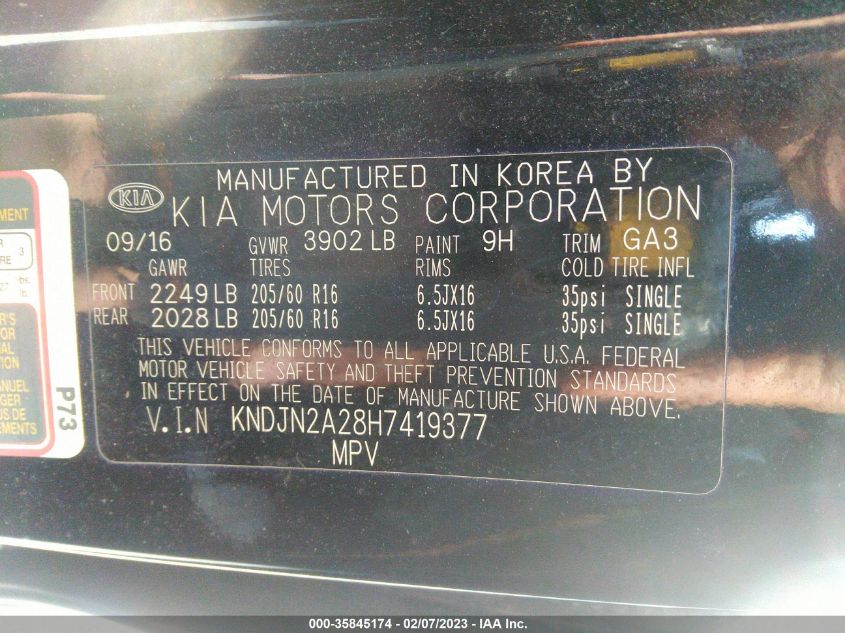 MANUFACTURED IN KOREA BY
KIA KIA MOTORS CORPORATION
09/16 GVWR 3902 LB PAINT 9H TRIM GA3
GAWR TIRES RIMS COLD TIRE INFL
FRONT 2249 LB 205/60 R16 6.5JX16 35psi SINGLE
REAR 2028 LB 205/60 R16 6.5JX16 35psi SINGLE
THIS VEHICLE CONFORMS TO ALL APPLICABLE U.S.A. FEDERAL
MOTOR VEHICLE SAFETY AND THEFT PREVENTION STANDARDS
IN EFFECT ON THE DATE OF MANUFACTURE SHOWN ABOVE.
V.I.N KNDJN2A28H7419377
MPV
3
27
lbs.
lb.
P73
000-35845174 - 02/07/2023 - IAA Inc.